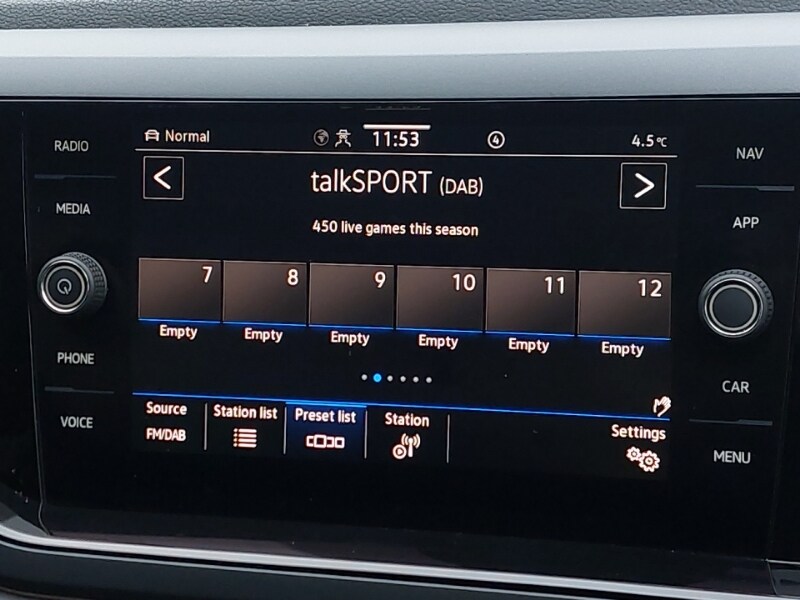 RADIO
MEDIA
PHONE
VOICE
Normal
11:53
4
4.5°C
<
talkSPORT (DAB)
>
450 live games this season
7 8 9 10 11 12
Empty Empty Empty Empty Empty Empty
Source
FM/DAB
Station list
Preset list
Station
Settings
NAV
APP
CAR
MENU